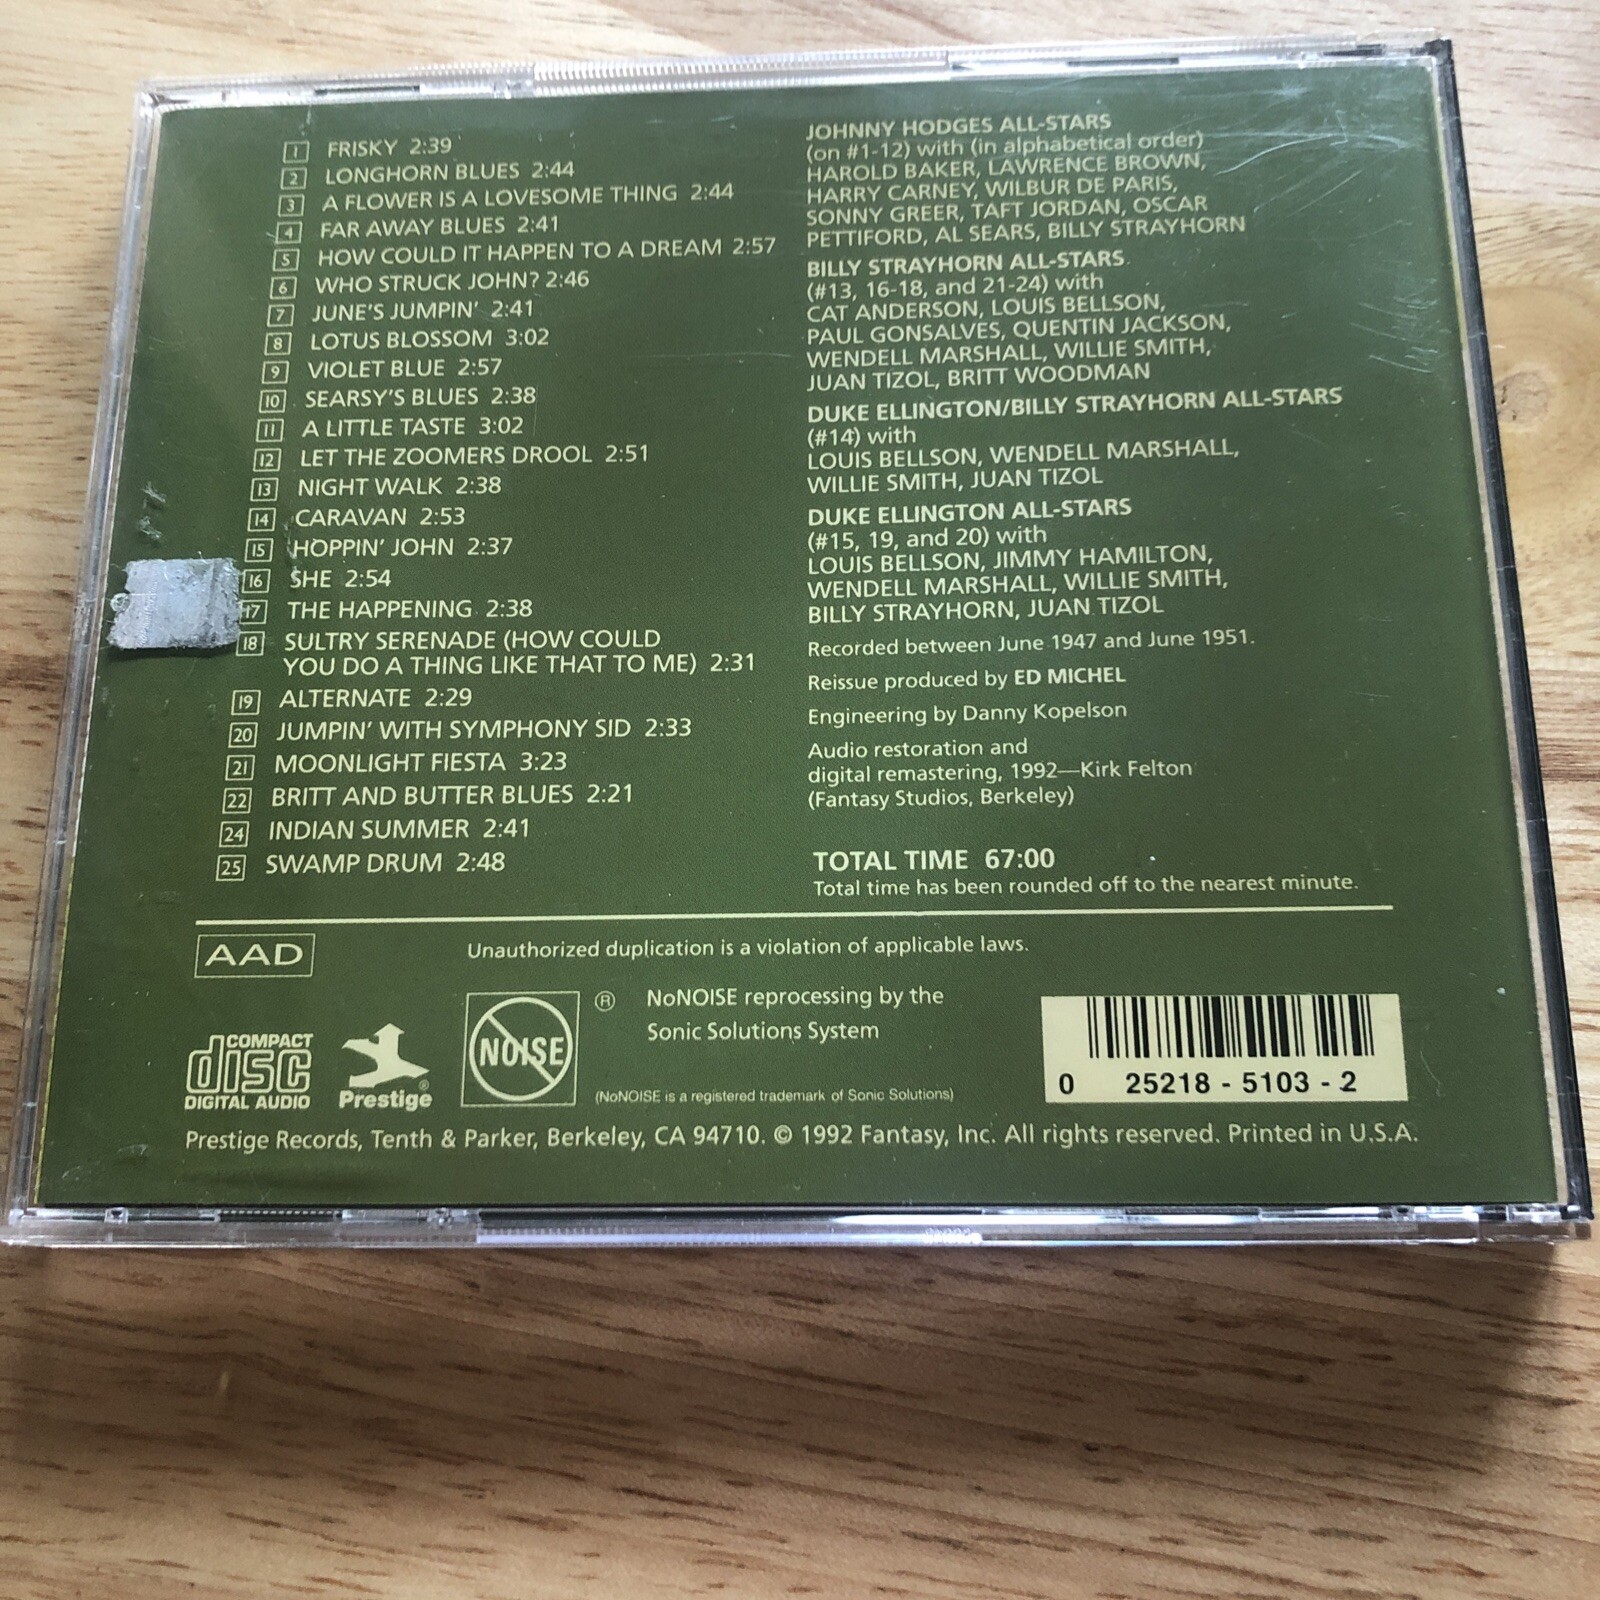 1 FRISKY 2:39
2 LONGHORN BLUES 2:44
3 A FLOWER IS A LOVESOME THING 2:44
4 FAR AWAY BLUES 2:41
5 HOW COULD IT HAPPEN TO A DREAM 2:57
6 WHO STRUCK JOHN? 2:46
7 JUNE'S JUMPIN' 2:41
8 LOTUS BLOSSOM 3:02
9 VIOLET BLUE 2:57
10 SEARSY'S BLUES 2:38
11 A LITTLE TASTE 3:02
12 LET THE ZOOMERS DROOL 2:51
13 NIGHT WALK 2:38
14 CARAVAN 2:53
15 HOPPIN' JOHN 2:37
16 SHE 2:54
17 THE HAPPENING 2:38
18 SULTRY SERENADE (HOW COULD
YOU DO A THING LIKE THAT TO ME) 2:31
19 ALTERNATE 2:29
20 JUMPIN' WITH SYMPHONY SID 2:33
21 MOONLIGHT FIESTA 3:23
22 BRITT AND BUTTER BLUES 2:21
24 INDIAN SUMMER 2:41
25 SWAMP DRUM 2:48
JOHNNY HODGES ALL-STARS
(on #1-12) with (in alphabetical order)
HAROLD BAKER, LAWRENCE BROWN,
HARRY CARNEY, WILBUR DE PARIS,
SONNY GREER, TAFT JORDAN, OSCAR
PETTIFORD, AL SEARS, BILLY STRAYHORN
BILLY STRAYHORN ALL-STARS
(#13, 16-18, and 21-24) with
CAT ANDERSON, LOUIS BELLSON,
PAUL GONSALVES, QUENTIN JACKSON,
WENDELL MARSHALL, WILLIE SMITH,
JUAN TIZOL, BRITT WOODMAN
DUKE ELLINGTON/BILLY STRAYHORN ALL-STARS
(#14) with
LOUIS BELLSON, WENDELL MARSHALL,
WILLIE SMITH, JUAN TIZOL
DUKE ELLINGTON ALL-STARS
(#15, 19, and 20) with
LOUIS BELLSON, JIMMY HAMILTON,
WENDELL MARSHALL, WILLIE SMITH,
BILLY STRAYHORN, JUAN TIZOL
Recorded between June 1947 and June 1951.
Reissue produced by ED MICHEL
Engineering by Danny Kopelson
Audio restoration and
digital remastering, 1992—Kirk Felton
(Fantasy Studios, Berkeley)
TOTAL TIME 67:00
Total time has been rounded off to the nearest minute.
AAD
Unauthorized duplication is a violation of applicable laws.
COMPACT
disc
DIGITAL AUDIO
Prestige ®
NOISE
®
NoNOISE reprocessing by the
Sonic Solutions System
(NoNOISE is a registered trademark of Sonic Solutions)
0 25218 - 5103 - 2
Prestige Records, Tenth & Parker, Berkeley, CA 94710. © 1992 Fantasy, Inc. All rights reserved. Printed in U.S.A.